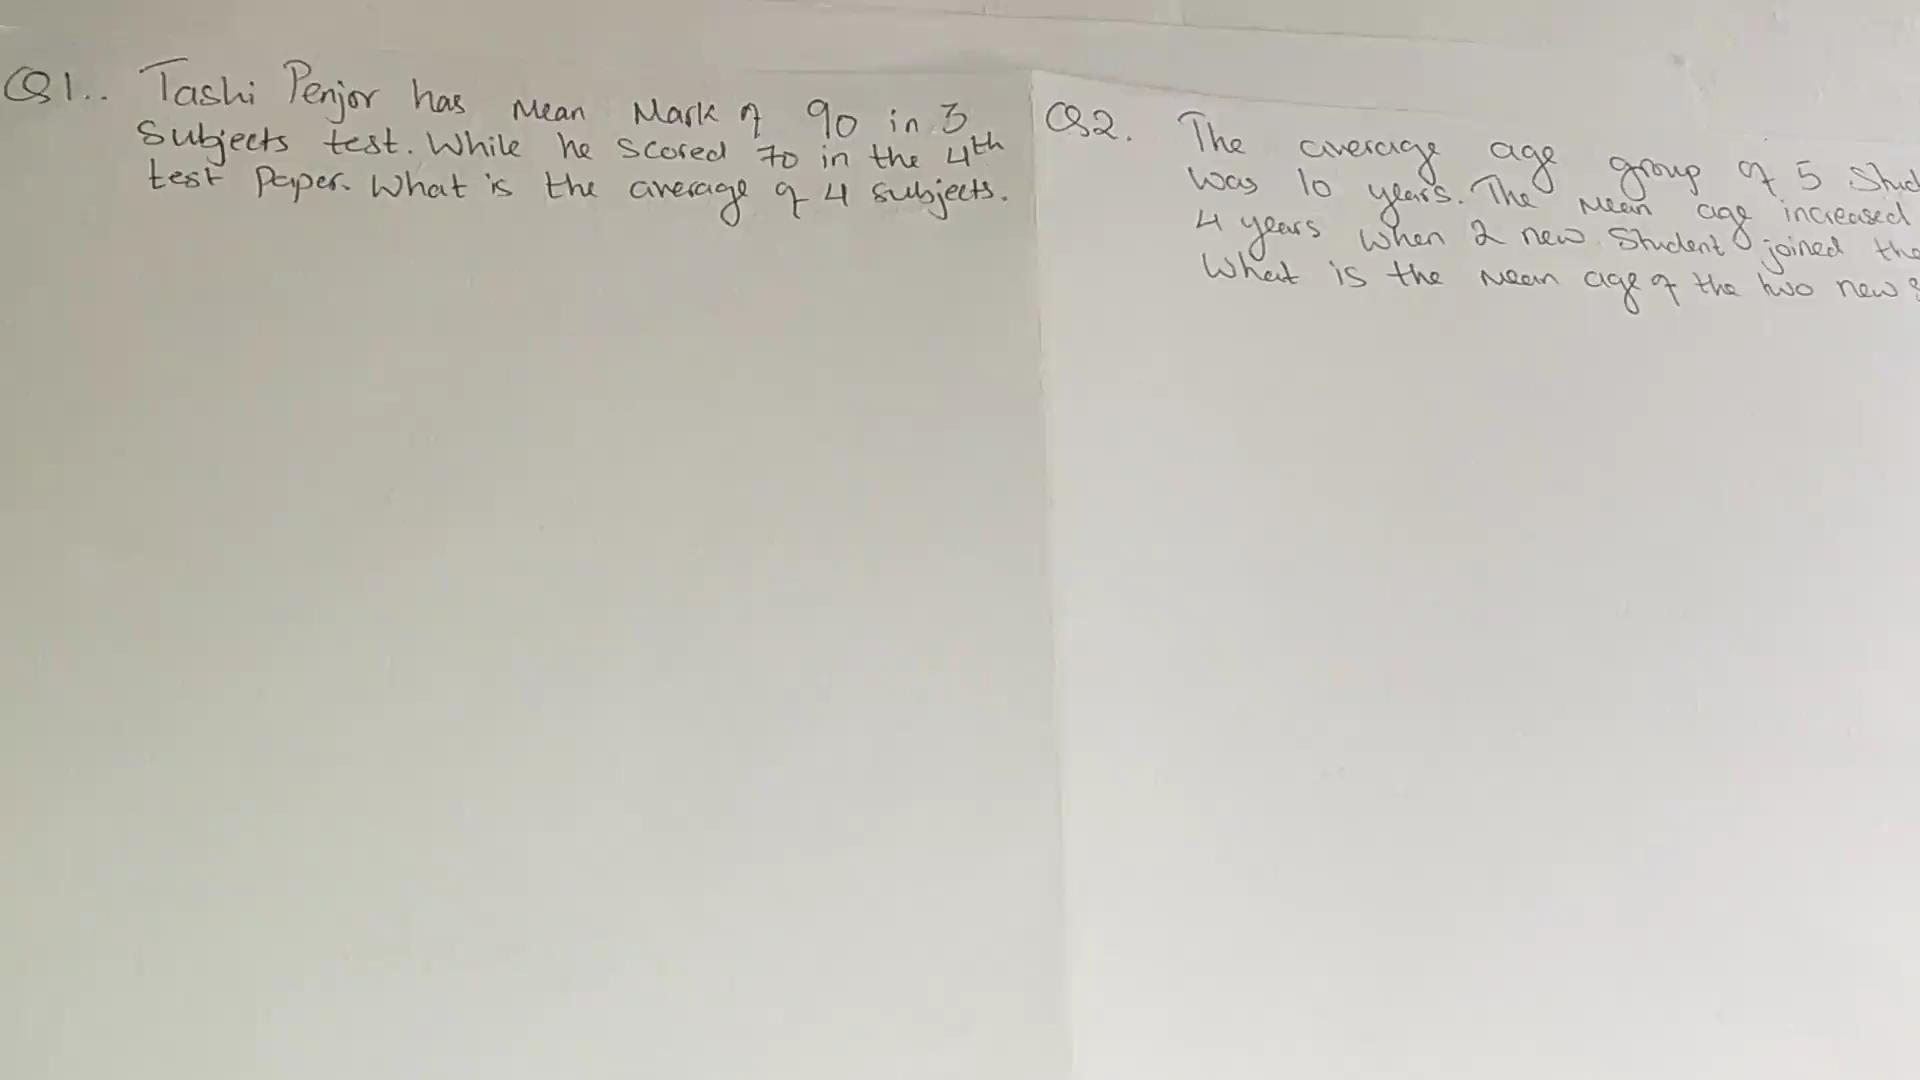 Q1.. Tashi Penjor has Mean Mark of 90 in 3
Subjects test. While he scored 70 in the 4th
test Paper. What is the average of 4 subjects.
Q2. The average age group of 5 Stud
was 10 years. The Mean age increased
4 years when 2 new Student joined the
What is the Mean age of the two new